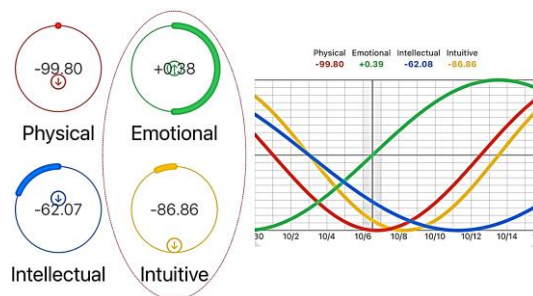 -99.80
+0.38
Physical
Emotional
-62.07
-86.86
Intellectual
Intuitive
Physical Emotional Intellectual Intuitive
-99.80 +0.39 -62.08 -86.86
30 10/2 10/4 10/6 10/8 10/10 10/12 10/14